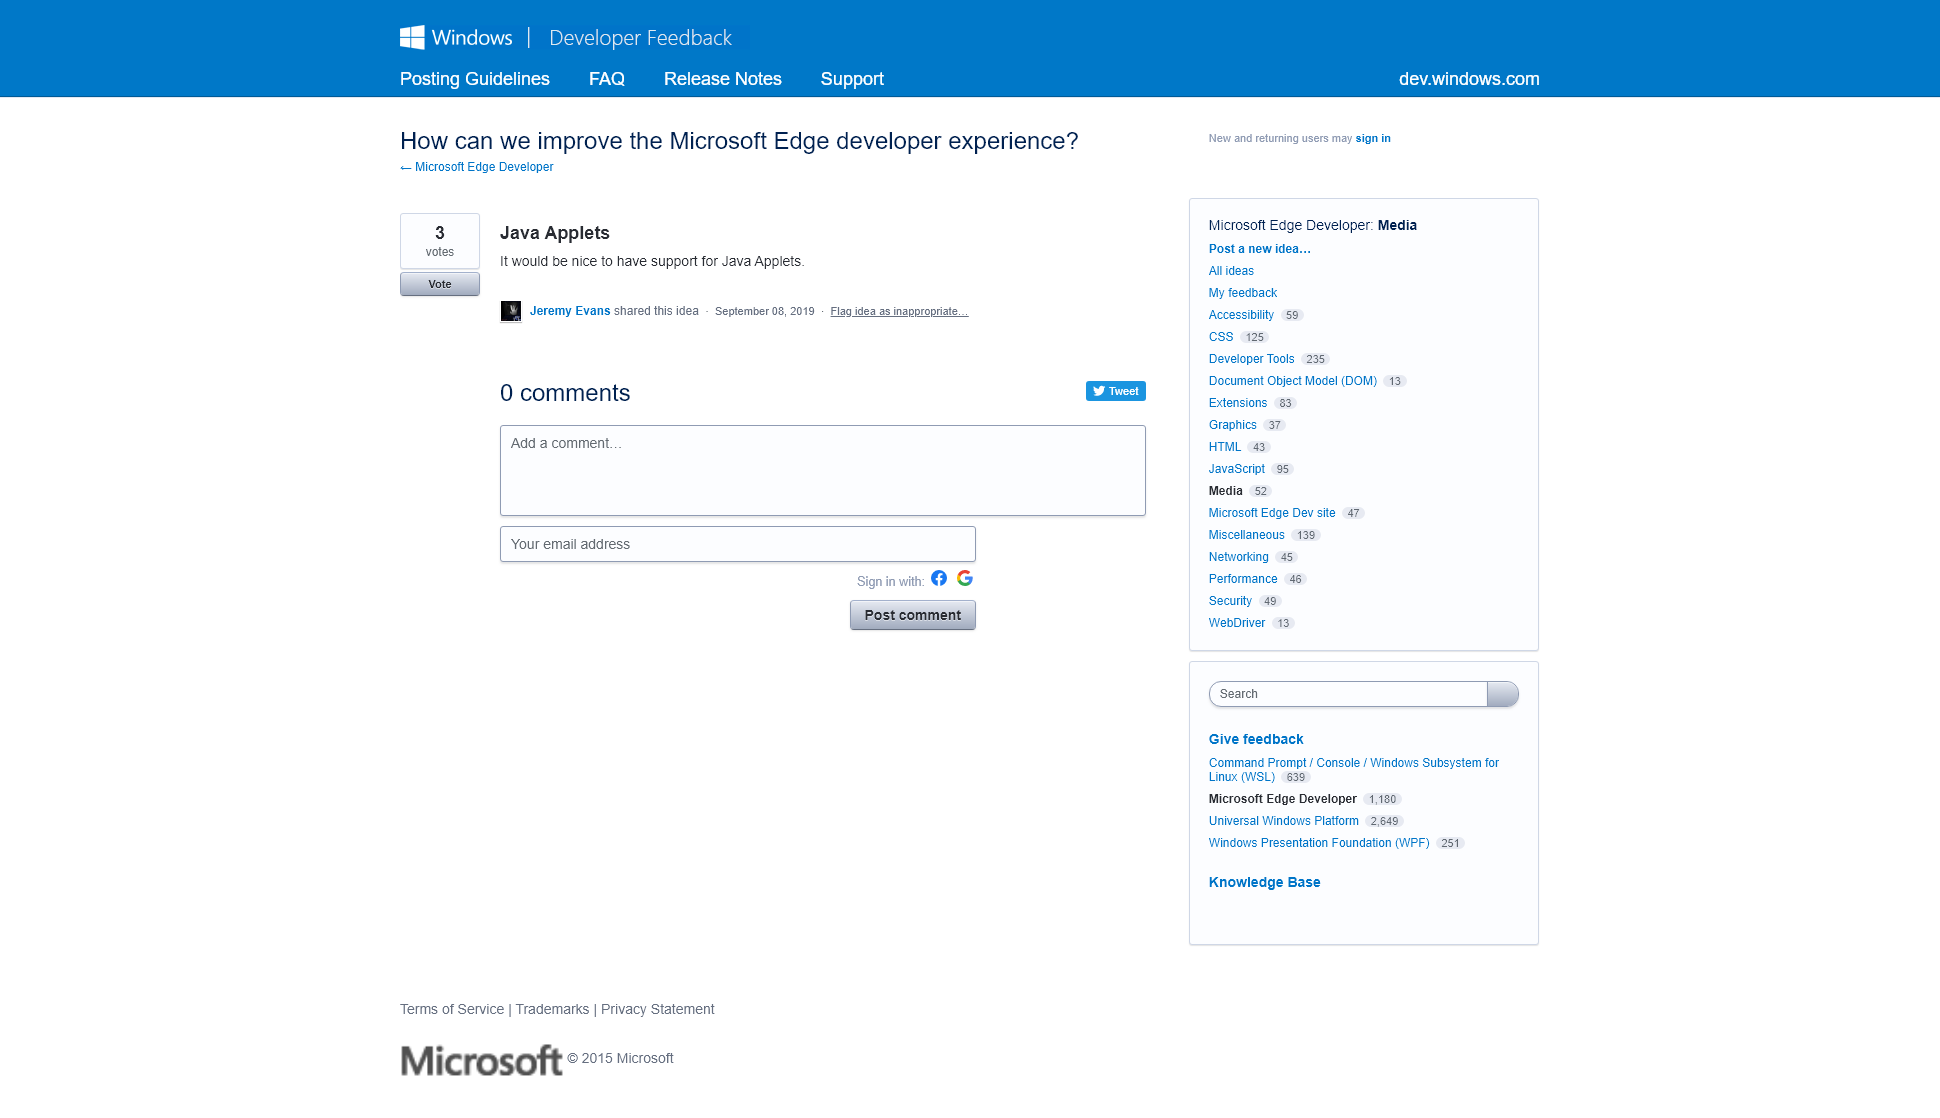 Windows | Developer Feedback
Posting Guidelines FAQ Release Notes Support dev.windows.com
How can we improve the Microsoft Edge developer experience?
← Microsoft Edge Developer
New and returning users may sign in
3
votes
Vote
Java Applets
It would be nice to have support for Java Applets.
Jeremy Evans shared this idea · September 08, 2019 · Flag idea as inappropriate…
0 comments
Tweet
Add a comment…
Your email address
Sign in with:
Post comment
Microsoft Edge Developer: Media
Post a new idea…
All ideas
My feedback
Accessibility 59
CSS 125
Developer Tools 235
Document Object Model (DOM) 13
Extensions 83
Graphics 37
HTML 43
JavaScript 95
Media 52
Microsoft Edge Dev site 47
Miscellaneous 139
Networking 45
Performance 46
Security 49
WebDriver 13
Search
Give feedback
Command Prompt / Console / Windows Subsystem for
Linux (WSL) 639
Microsoft Edge Developer 1,180
Universal Windows Platform 2,649
Windows Presentation Foundation (WPF) 251
Knowledge Base
Terms of Service | Trademarks | Privacy Statement
Microsoft © 2015 Microsoft